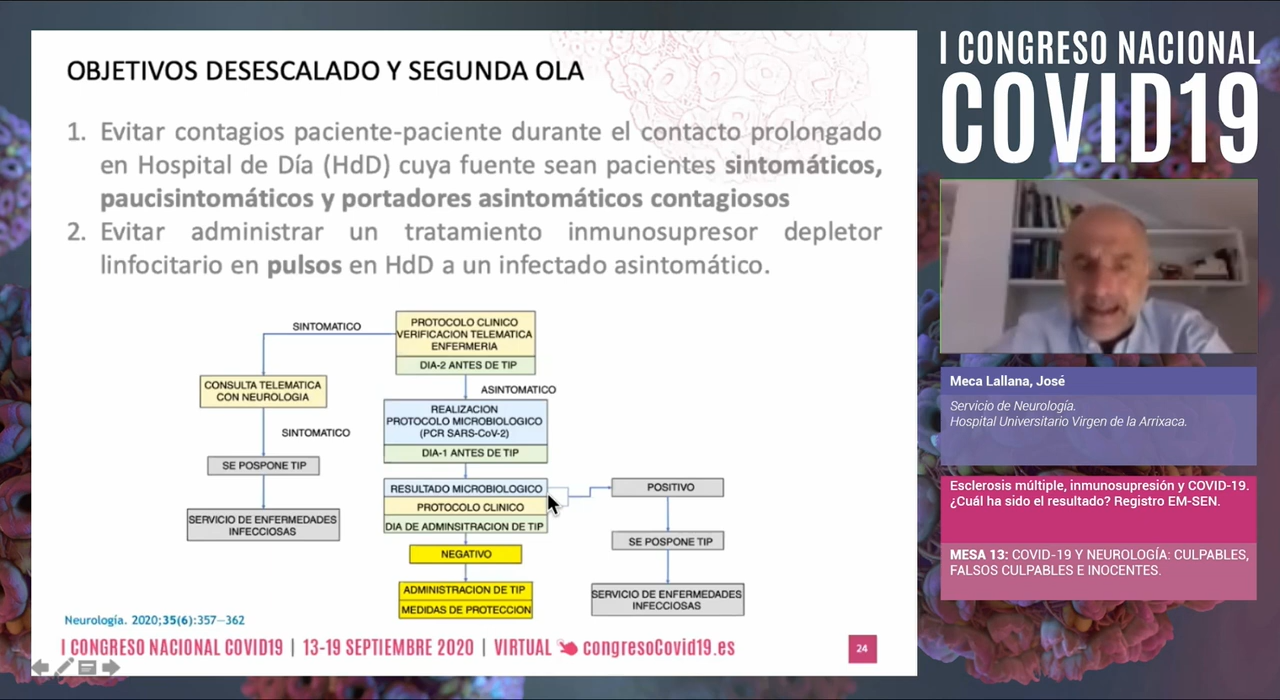 OBJETIVOS DESESCALADO Y SEGUNDA OLA
1. Evitar contagios paciente-paciente durante el contacto prolongado
en Hospital de Día (HdD) cuya fuente sean pacientes sintomáticos,
paucisintomáticos y portadores asintomáticos contagiosos
2. Evitar administrar un tratamiento inmunosupresor depletor
linfocitario en pulsos en HdD a un infectado asintomático.
SINTOMATICO
PROTOCOLO CLINICO
VERIFICACION TELEMATICA
ENFERMERIA
DIA-2 ANTES DE TIP
CONSULTA TELEMATICA
CON NEUROLOGIA
ASINTOMATICO
REALIZACION
PROTOCOLO MICROBIOLOGICO
(PCR SARS-CoV-2)
DIA-1 ANTES DE TIP
SINTOMATICO
SE POSPONE TIP
SERVICIO DE ENFERMEDADES
INFECCIOSAS
RESULTADO MICROBIOLOGICO
PROTOCOLO CLINICO
DIA DE ADMINSITRACION DE TIP
POSITIVO
SE POSPONE TIP
SERVICIO DE ENFERMEDADES
INFECCIOSAS
NEGATIVO
ADMINISTRACION DE TIP
MEDIDAS DE PROTECCION
Neurología. 2020;35(6):357–362
I CONGRESO NACIONAL COVID19 | 13-19 SEPTIEMBRE 2020 | VIRTUAL congresoCovid19.es
24
I CONGRESO NACIONAL
COVID19
Meca Lallana, José
Servicio de Neurología.
Hospital Universitario Virgen de la Arrixaca.
Esclerosis múltiple, inmunosupresión y COVID-19.
¿Cuál ha sido el resultado? Registro EM-SEN.
MESA 13: COVID-19 Y NEUROLOGÍA: CULPABLES,
FALSOS CULPABLES E INOCENTES.